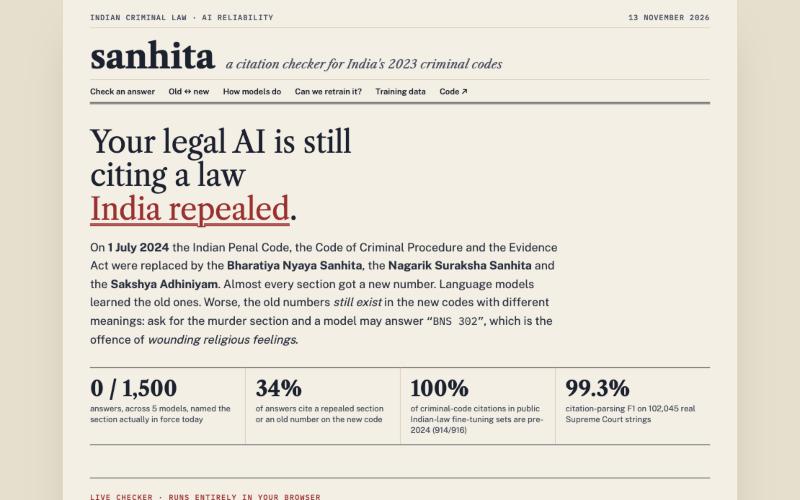 INDIAN CRIMINAL LAW · AI RELIABILITY
13 NOVEMBER 2026
sanhita a citation checker for India's 2023 criminal codes
Check an answer Old ↔ new How models do Can we retrain it? Training data Code ↗
Your legal AI is still
citing a law
India repealed.
On 1 July 2024 the Indian Penal Code, the Code of Criminal Procedure and the Evidence
Act were replaced by the Bharatiya Nyaya Sanhita, the Nagarik Suraksha Sanhita and
the Sakshya Adhiniyam. Almost every section got a new number. Language models
learned the old ones. Worse, the old numbers still exist in the new codes with different
meanings: ask for the murder section and a model may answer “BNS 302”, which is the
offence of wounding religious feelings.
0 / 1,500
answers, across 5 models, named the
section actually in force today
34%
of answers cite a repealed section
or an old number on the new code
100%
of criminal-code citations in public
Indian-law fine-tuning sets are pre-
2024 (914/916)
99.3%
citation-parsing F1 on 102,045 real
Supreme Court strings
LIVE CHECKER · RUNS ENTIRELY IN YOUR BROWSER